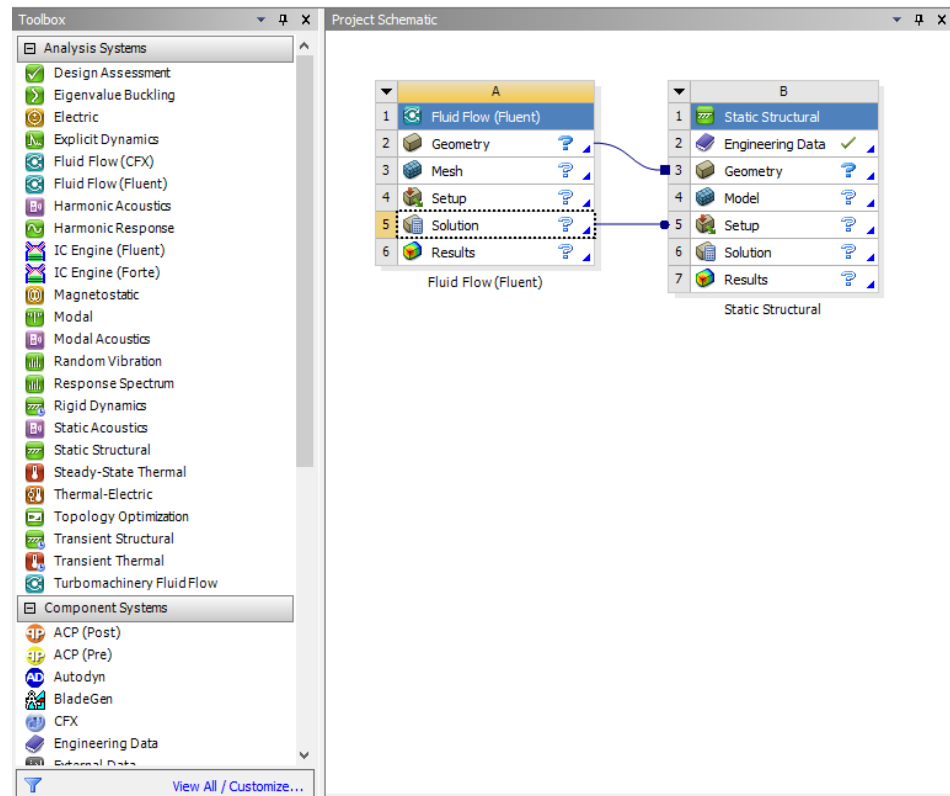 Toolbox
Analysis Systems
Design Assessment
Eigenvalue Buckling
Electric
Explicit Dynamics
Fluid Flow (CFX)
Fluid Flow (Fluent)
Harmonic Acoustics
Harmonic Response
IC Engine (Fluent)
IC Engine (Forte)
Magnetostatic
Modal
Modal Acoustics
Random Vibration
Response Spectrum
Rigid Dynamics
Static Acoustics
Static Structural
Steady-State Thermal
Thermal-Electric
Topology Optimization
Transient Structural
Transient Thermal
Turbomachinery Fluid Flow
Component Systems
ACP (Post)
ACP (Pre)
Autodyn
BladeGen
CFX
Engineering Data
External Data
View All / Customize...
Project Schematic
A
1 Fluid Flow (Fluent)
2 Geometry ?
3 Mesh ?
4 Setup ?
5 Solution ?
6 Results ?
Fluid Flow (Fluent)
B
1 Static Structural
2 Engineering Data ✓
3 Geometry ?
4 Model ?
5 Setup ?
6 Solution ?
7 Results ?
Static Structural